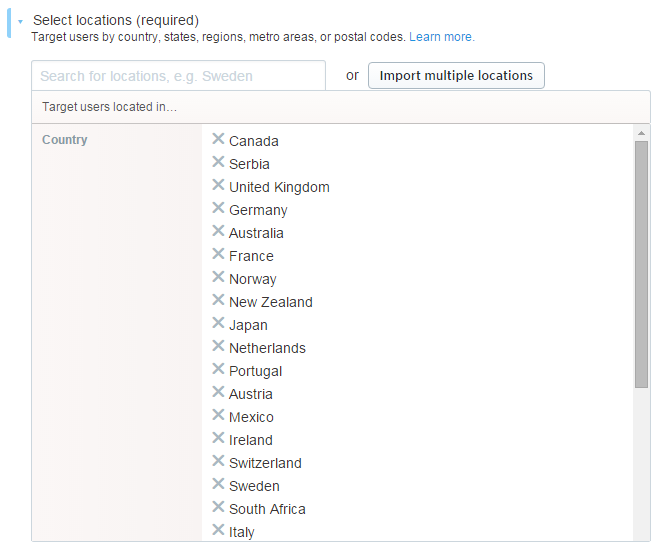 Select locations (required)
Target users by country, states, regions, metro areas, or postal codes. Learn more.
Search for locations, e.g. Sweden
or
Import multiple locations
Target users located in…
Country
Canada
Serbia
United Kingdom
Germany
Australia
France
Norway
New Zealand
Japan
Netherlands
Portugal
Austria
Mexico
Ireland
Switzerland
Sweden
South Africa
Italy